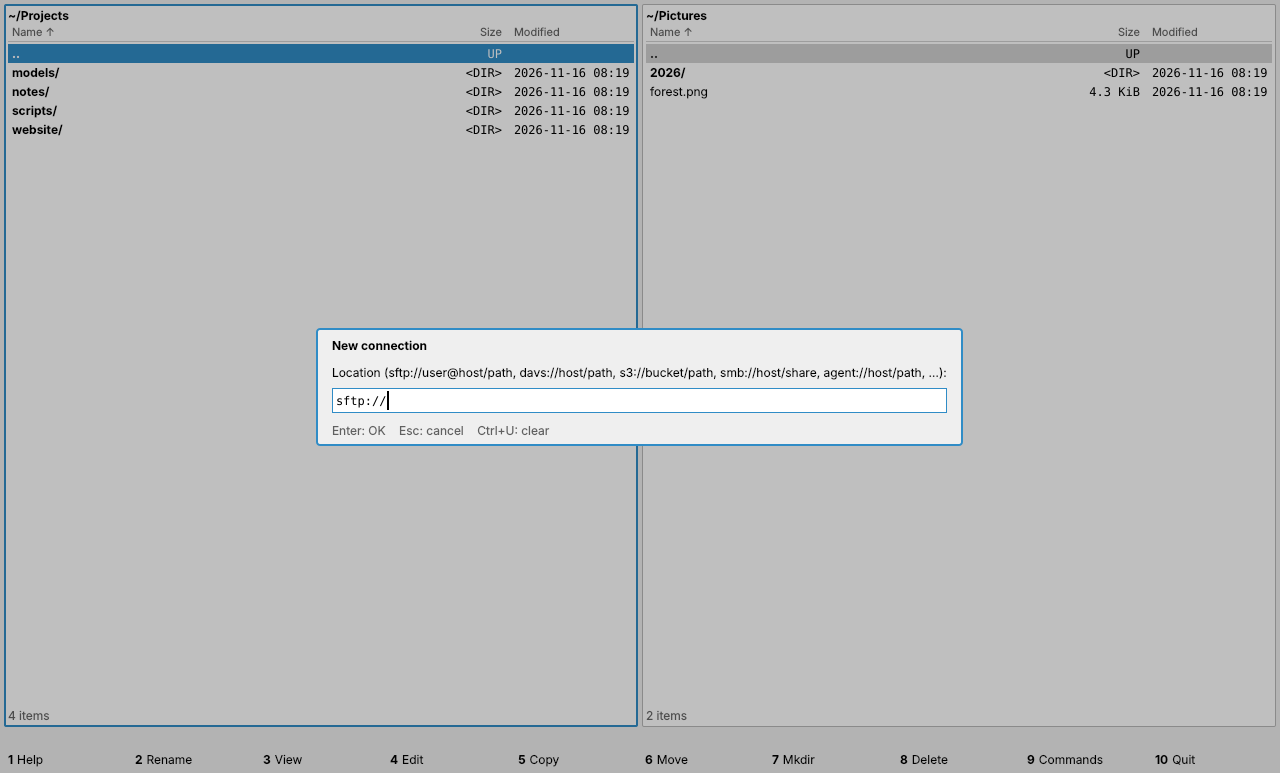 ~/Projects
Name ↑ Size Modified
.. UP
models/ <DIR> 2026-11-16 08:19
notes/ <DIR> 2026-11-16 08:19
scripts/ <DIR> 2026-11-16 08:19
website/ <DIR> 2026-11-16 08:19
4 items
~/Pictures
Name ↑ Size Modified
.. UP
2026/ <DIR> 2026-11-16 08:19
forest.png 4.3 KiB 2026-11-16 08:19
2 items
New connection
Location (sftp://user@host/path, davs://host/path, s3://bucket/path, smb://host/share, agent://host/path, ...):
sftp://
Enter: OK Esc: cancel Ctrl+U: clear
1 Help 2 Rename 3 View 4 Edit 5 Copy 6 Move 7 Mkdir 8 Delete 9 Commands 10 Quit